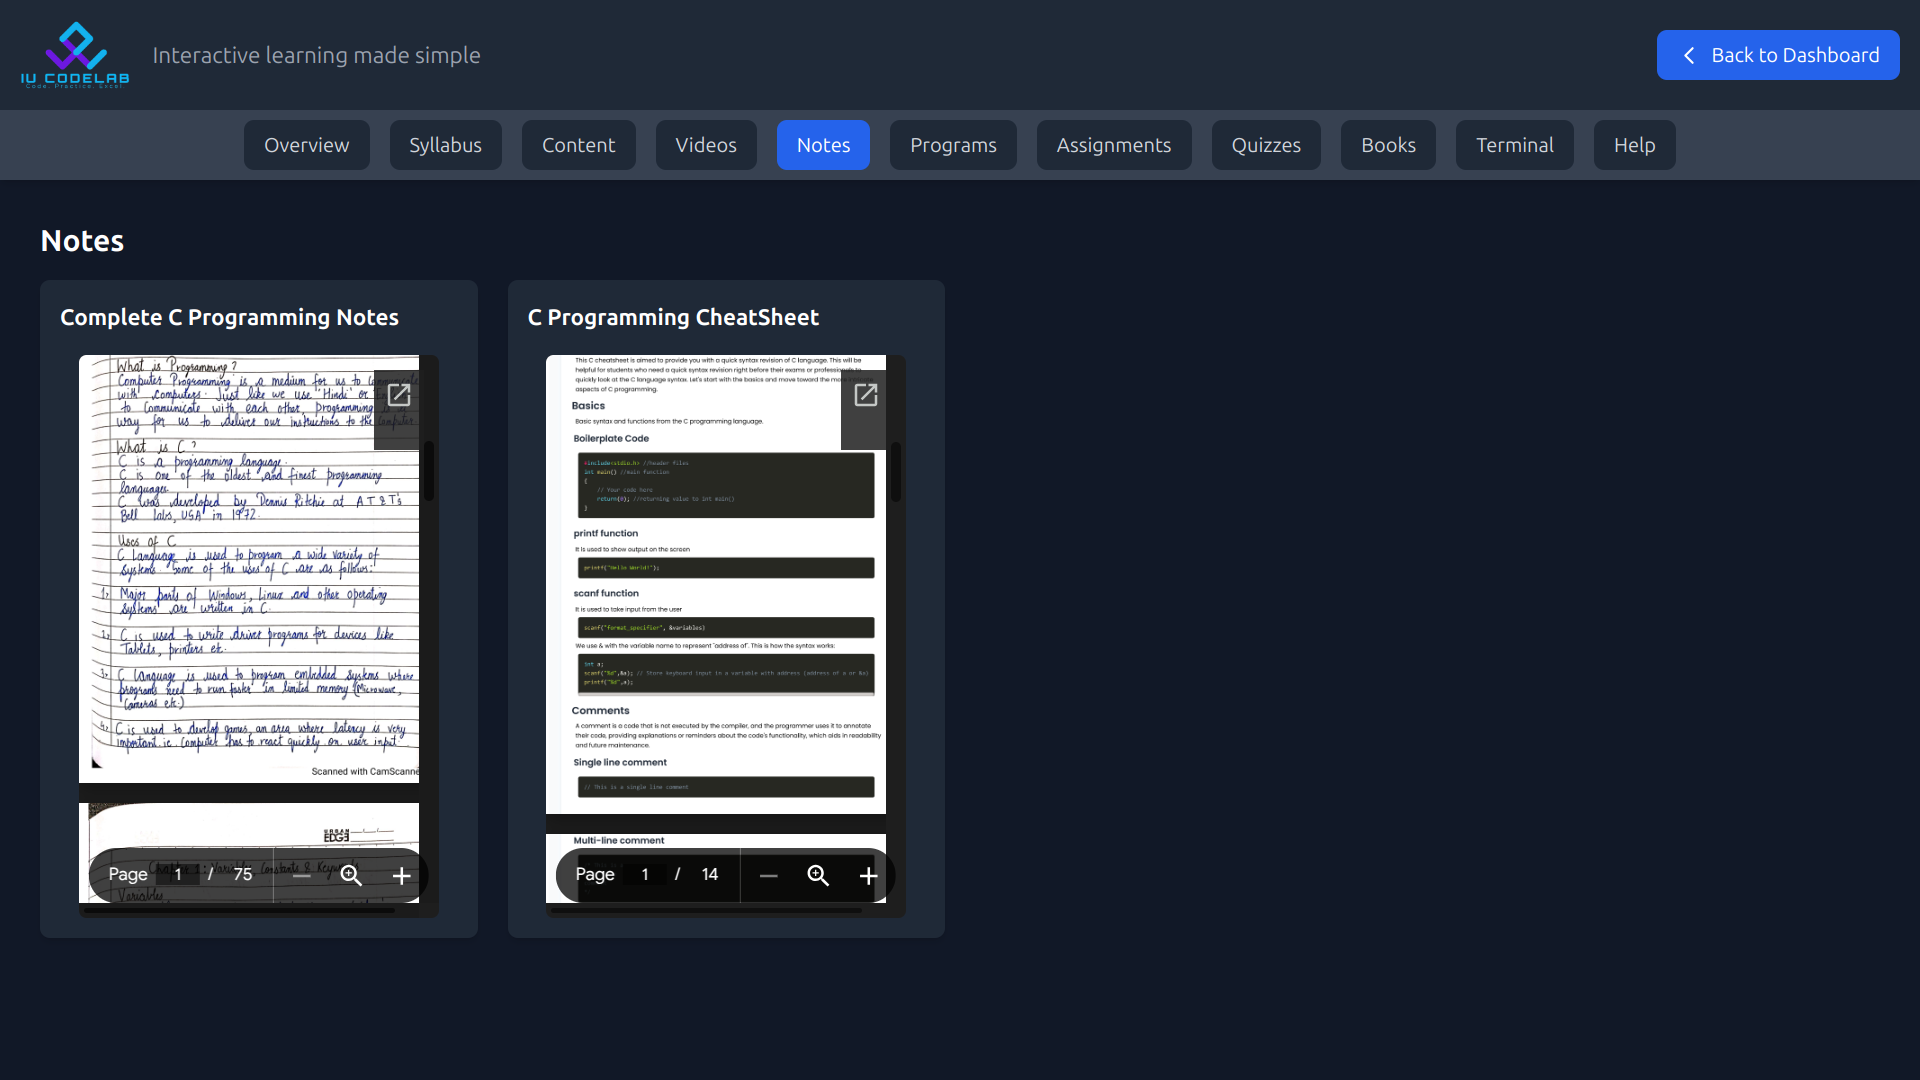 IU CODELAB
Code. Practice. Excel.
Interactive learning made simple
Back to Dashboard
Overview
Syllabus
Content
Videos
Notes
Programs
Assignments
Quizzes
Books
Terminal
Help
Notes
Complete C Programming Notes
What is Programming?
Computer Programming is a medium for us to communicate
with computers. Just like we use 'Hindi' or
to communicate with each other, programming is a
way for us to deliver our instructions to the computer.
What is C?
C is a programming language.
C is one of the oldest and finest programming
languages.
C was developed by Dennis Ritchie at AT&T's
Bell labs, USA in 1972.
Uses of C
C Language is used to program a wide variety of
systems. Some of the uses of C are as follows:
1> Major parts of Windows, Linux and other operating
systems are written in C.
2> C is used to write driver programs for devices like
Tablets, printers etc.
3> C language is used to program embedded systems where
programs need to run faster in limited memory (Microwave,
Cameras etc.)
4> C is used to develop games, an area where latency is very
important ie. Computer has to react quickly on user input.
Scanned with CamScanne
URBAN
EDGE
Chapter 1: Variables, Constants & Keywords
Variables
Page 1 / 75
C Programming CheatSheet
This C cheatsheet is aimed to provide you with a quick syntax revision of C language. This will be
helpful for students who need a quick syntax revision right before their exams or professionals to
quickly look at the C language syntax. Let's start with the basics and move toward the more
aspects of C programming.
Basics
Basic syntax and functions from the C programming language.
Boilerplate Code
#include<stdio.h> //header files
int main() //main function
{
// Your code here
return(0); //returning value to int main()
}
printf function
It is used to show output on the screen
printf("Hello World!");
scanf function
It is used to take input from the user
scanf("format_specifier", &variables)
We use & with the variable name to represent "address of". This is how the syntax works:
int a;
scanf("%d",&a); // Store keyboard input in a variable with address (address of a or &a)
printf("%d",a);
Comments
A comment is a code that is not executed by the compiler, and the programmer uses it to annotate
their code, providing explanations or reminders about the code's functionality, which aids in readability
and future maintenance.
Single line comment
// This is a single line comment
Multi-line comment
Page 1 / 14